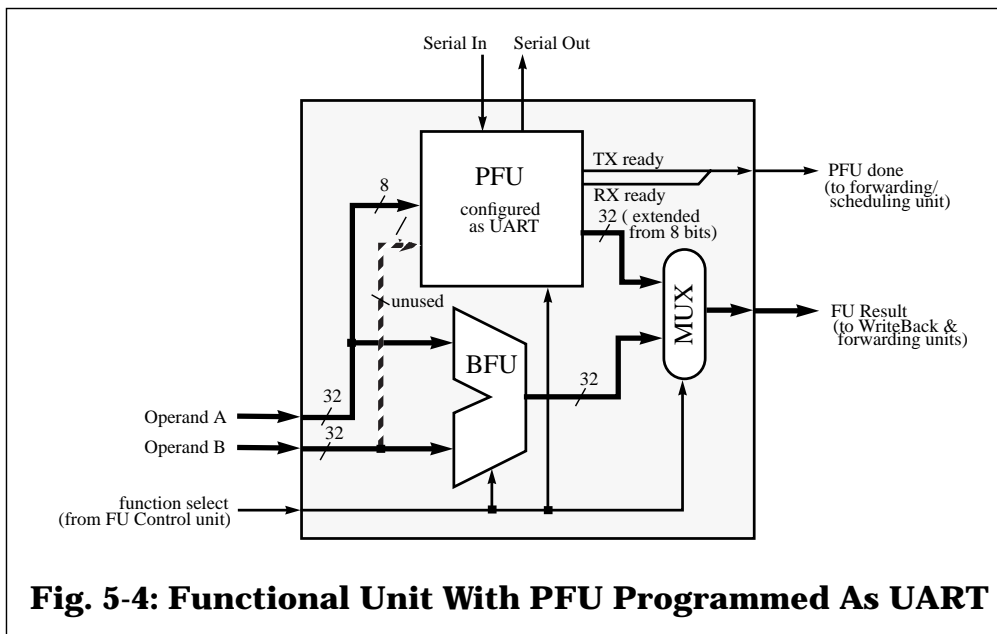 Serial In
Serial Out
TX ready
PFU done
(to forwarding/
scheduling unit)
8
PFU
RX ready
configured
as UART
32 ( extended
from 8 bits)
unused
MUX
FU Result
(to WriteBack &
forwarding units)
BFU
32
32
Operand A
32
Operand B
function select
(from FU Control unit)
Fig. 5-4: Functional Unit With PFU Programmed As UART